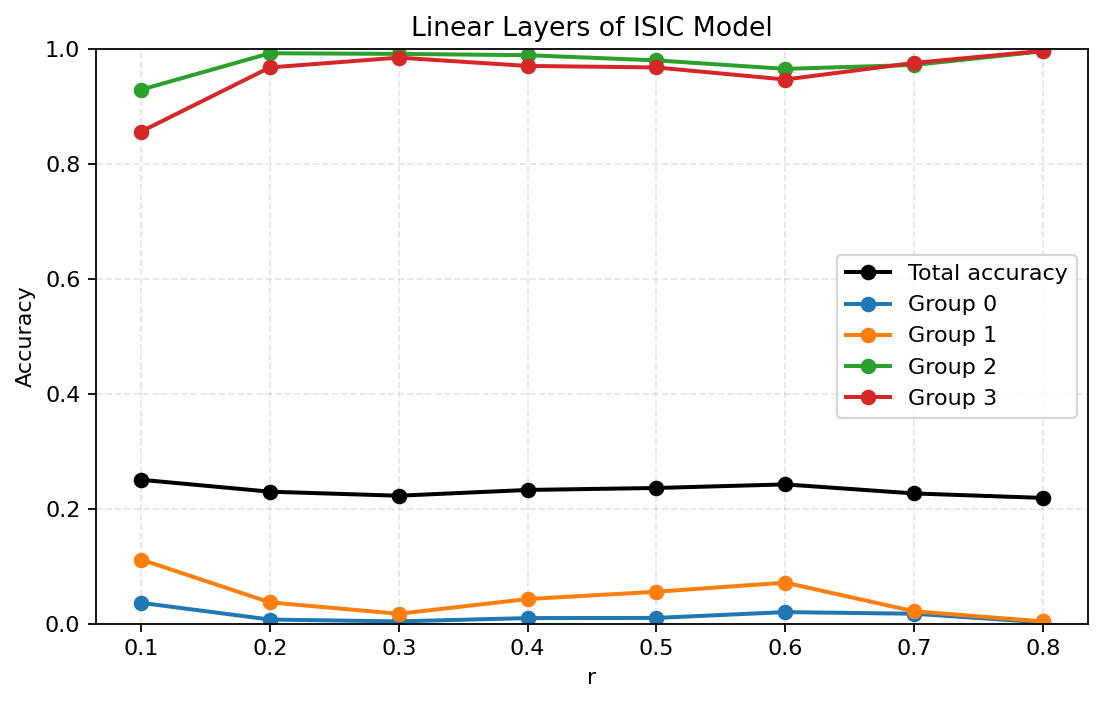 Linear Layers of ISIC Model
1.0
0.8
0.6
0.4
0.2
0.0
Accuracy
Total accuracy
Group 0
Group 1
Group 2
Group 3
0.1 0.2 0.3 0.4 0.5 0.6 0.7 0.8
r